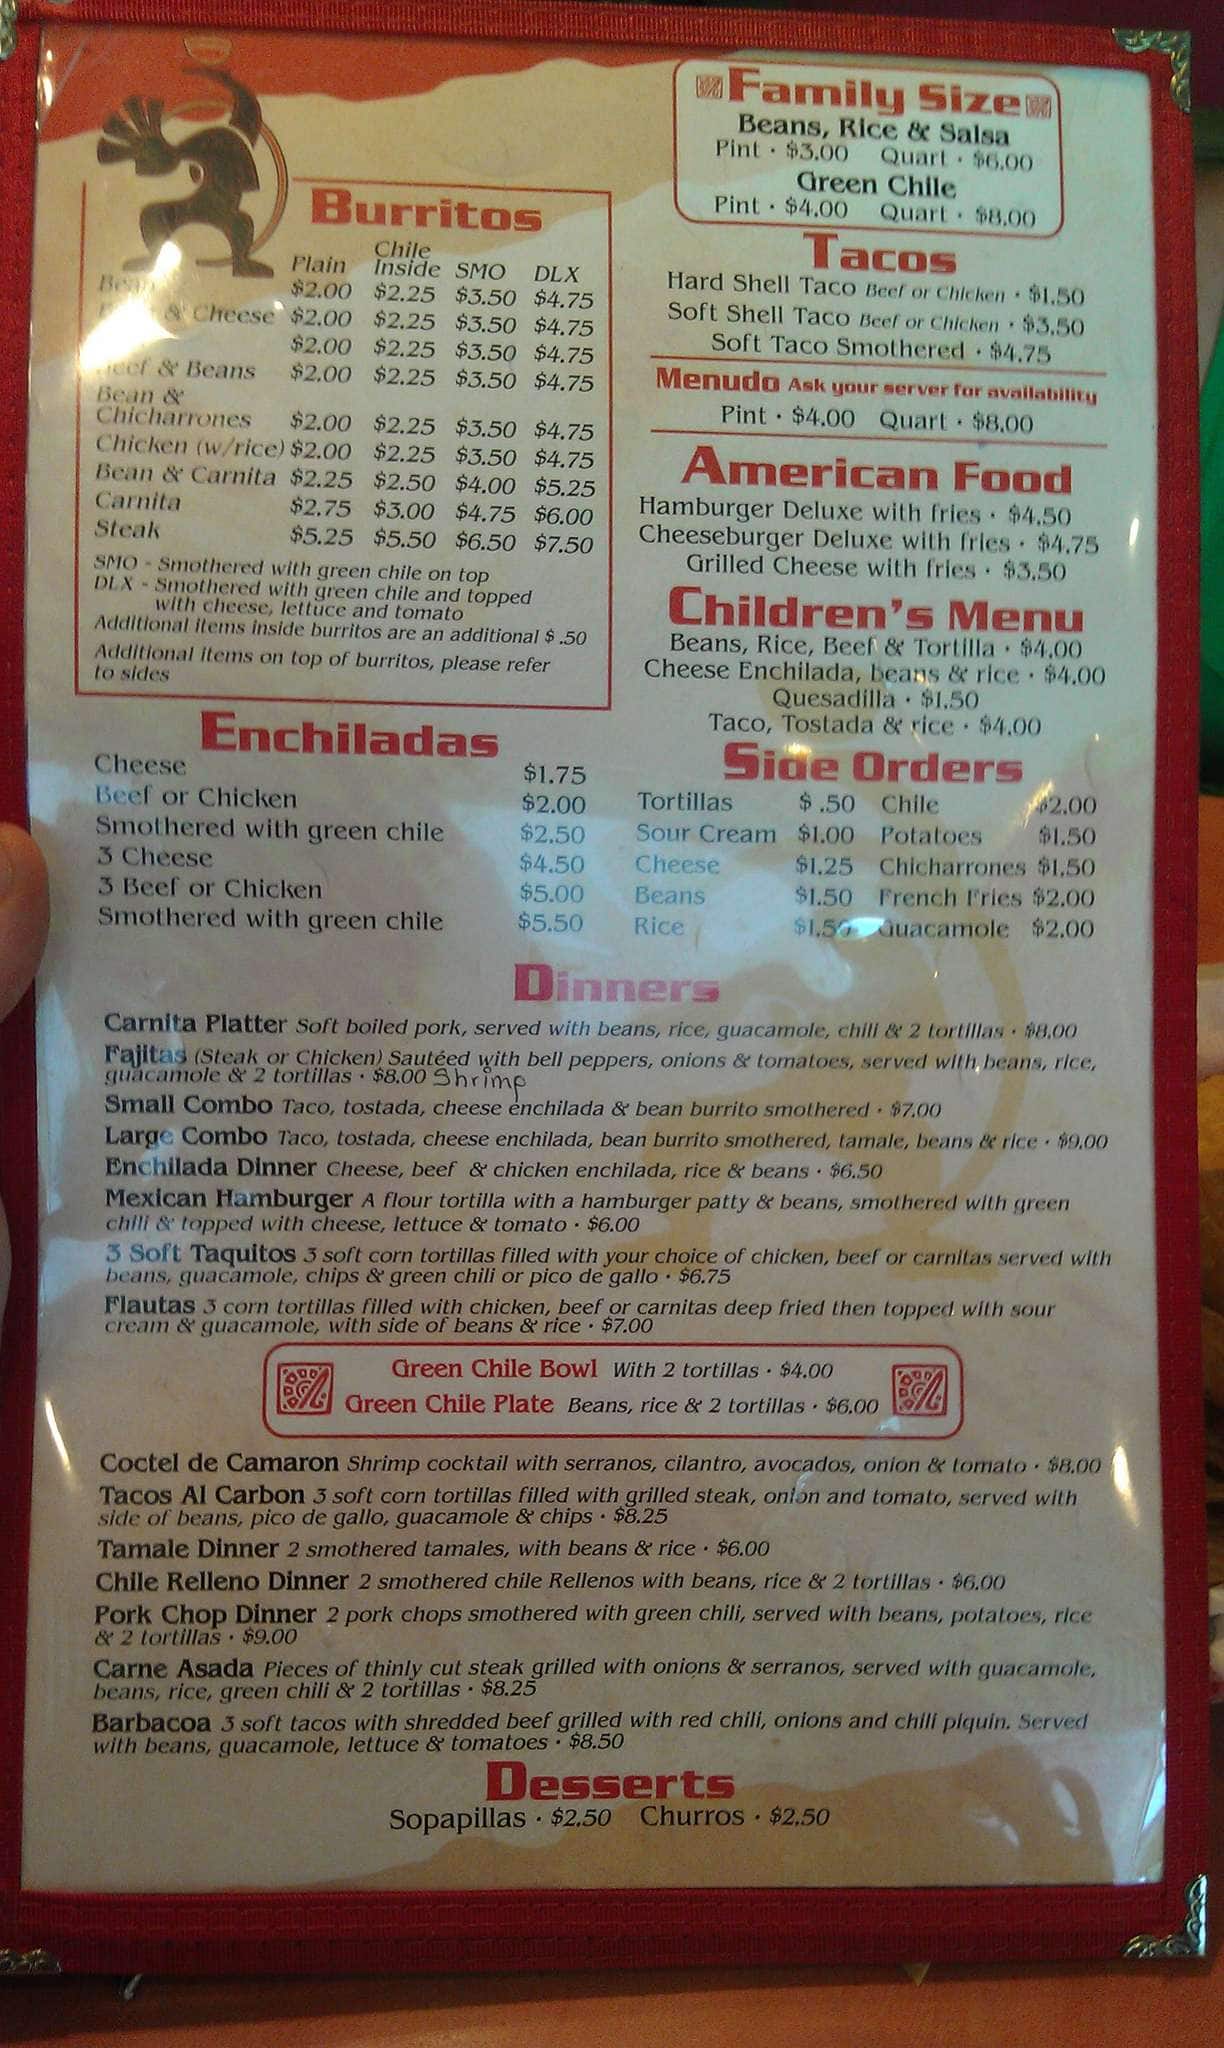 Burritos
Plain Chile Inside SMO DLX
Bean $2.00 $2.25 $3.50 $4.75
& Cheese $2.00 $2.25 $3.50 $4.75
$2.00 $2.25 $3.50 $4.75
Beef & Beans $2.00 $2.25 $3.50 $4.75
Bean &
Chicharrones $2.00 $2.25 $3.50 $4.75
Chicken (w/rice) $2.00 $2.25 $3.50 $4.75
Bean & Carnita $2.25 $2.50 $4.00 $5.25
Carnita $2.75 $3.00 $4.75 $6.00
Steak $5.25 $5.50 $6.50 $7.50
SMO - Smothered with green chile on top
DLX - Smothered with green chile and topped
with cheese, lettuce and tomato
Additional items inside burritos are an additional $ .50
Additional items on top of burritos, please refer
to sides
Enchiladas
Cheese $1.75
Beef or Chicken $2.00
Smothered with green chile $2.50
3 Cheese $4.50
3 Beef or Chicken $5.00
Smothered with green chile $5.50
Family Size
Beans, Rice & Salsa
Pint · $3.00 Quart · $6.00
Green Chile
Pint · $4.00 Quart · $8.00
Tacos
Hard Shell Taco Beef or Chicken · $1.50
Soft Shell Taco Beef or Chicken · $3.50
Soft Taco Smothered · $4.75
Menudo Ask your server for availability
Pint · $4.00 Quart · $8.00
American Food
Hamburger Deluxe with fries · $4.50
Cheeseburger Deluxe with fries · $4.75
Grilled Cheese with fries · $3.50
Children's Menu
Beans, Rice, Beef & Tortilla · $4.00
Cheese Enchilada, beans & rice · $4.00
Quesadilla · $1.50
Taco, Tostada & rice · $4.00
Side Orders
Tortillas $ .50 Chile $2.00
Sour Cream $1.00 Potatoes $1.50
Cheese $1.25 Chicharrones $1.50
Beans $1.50 French Fries $2.00
Rice $1.50 Guacamole $2.00
Dinners
Carnita Platter Soft boiled pork, served with beans, rice, guacamole, chili & 2 tortillas · $8.00
Fajitas (Steak or Chicken) Sautéed with bell peppers, onions & tomatoes, served with beans, rice,
guacamole & 2 tortillas · $8.00 Shrimp
Small Combo Taco, tostada, cheese enchilada & bean burrito smothered · $7.00
Large Combo Taco, tostada, cheese enchilada, bean burrito smothered, tamale, beans & rice · $9.00
Enchilada Dinner Cheese, beef & chicken enchilada, rice & beans · $6.50
Mexican Hamburger A flour tortilla with a hamburger patty & beans, smothered with green
chili & topped with cheese, lettuce & tomato · $6.00
3 Soft Taquitos 3 soft corn tortillas filled with your choice of chicken, beef or carnitas served with
beans, guacamole, chips & green chili or pico de gallo · $6.75
Flautas 3 corn tortillas filled with chicken, beef or carnitas deep fried then topped with sour
cream & guacamole, with side of beans & rice · $7.00
Green Chile Bowl With 2 tortillas · $4.00
Green Chile Plate Beans, rice & 2 tortillas · $6.00
Coctel de Camaron Shrimp cocktail with serranos, cilantro, avocados, onion & tomato · $8.00
Tacos Al Carbon 3 soft corn tortillas filled with grilled steak, onion and tomato, served with
side of beans, pico de gallo, guacamole & chips · $8.25
Tamale Dinner 2 smothered tamales, with beans & rice · $6.00
Chile Relleno Dinner 2 smothered chile Rellenos with beans, rice & 2 tortillas · $6.00
Pork Chop Dinner 2 pork chops smothered with green chili, served with beans, potatoes, rice
& 2 tortillas · $9.00
Carne Asada Pieces of thinly cut steak grilled with onions & serranos, served with guacamole,
beans, rice, green chili & 2 tortillas · $8.25
Barbacoa 3 soft tacos with shredded beef grilled with red chili, onions and chili piquin. Served
with beans, guacamole, lettuce & tomatoes · $8.50
Desserts
Sopapillas · $2.50 Churros · $2.50